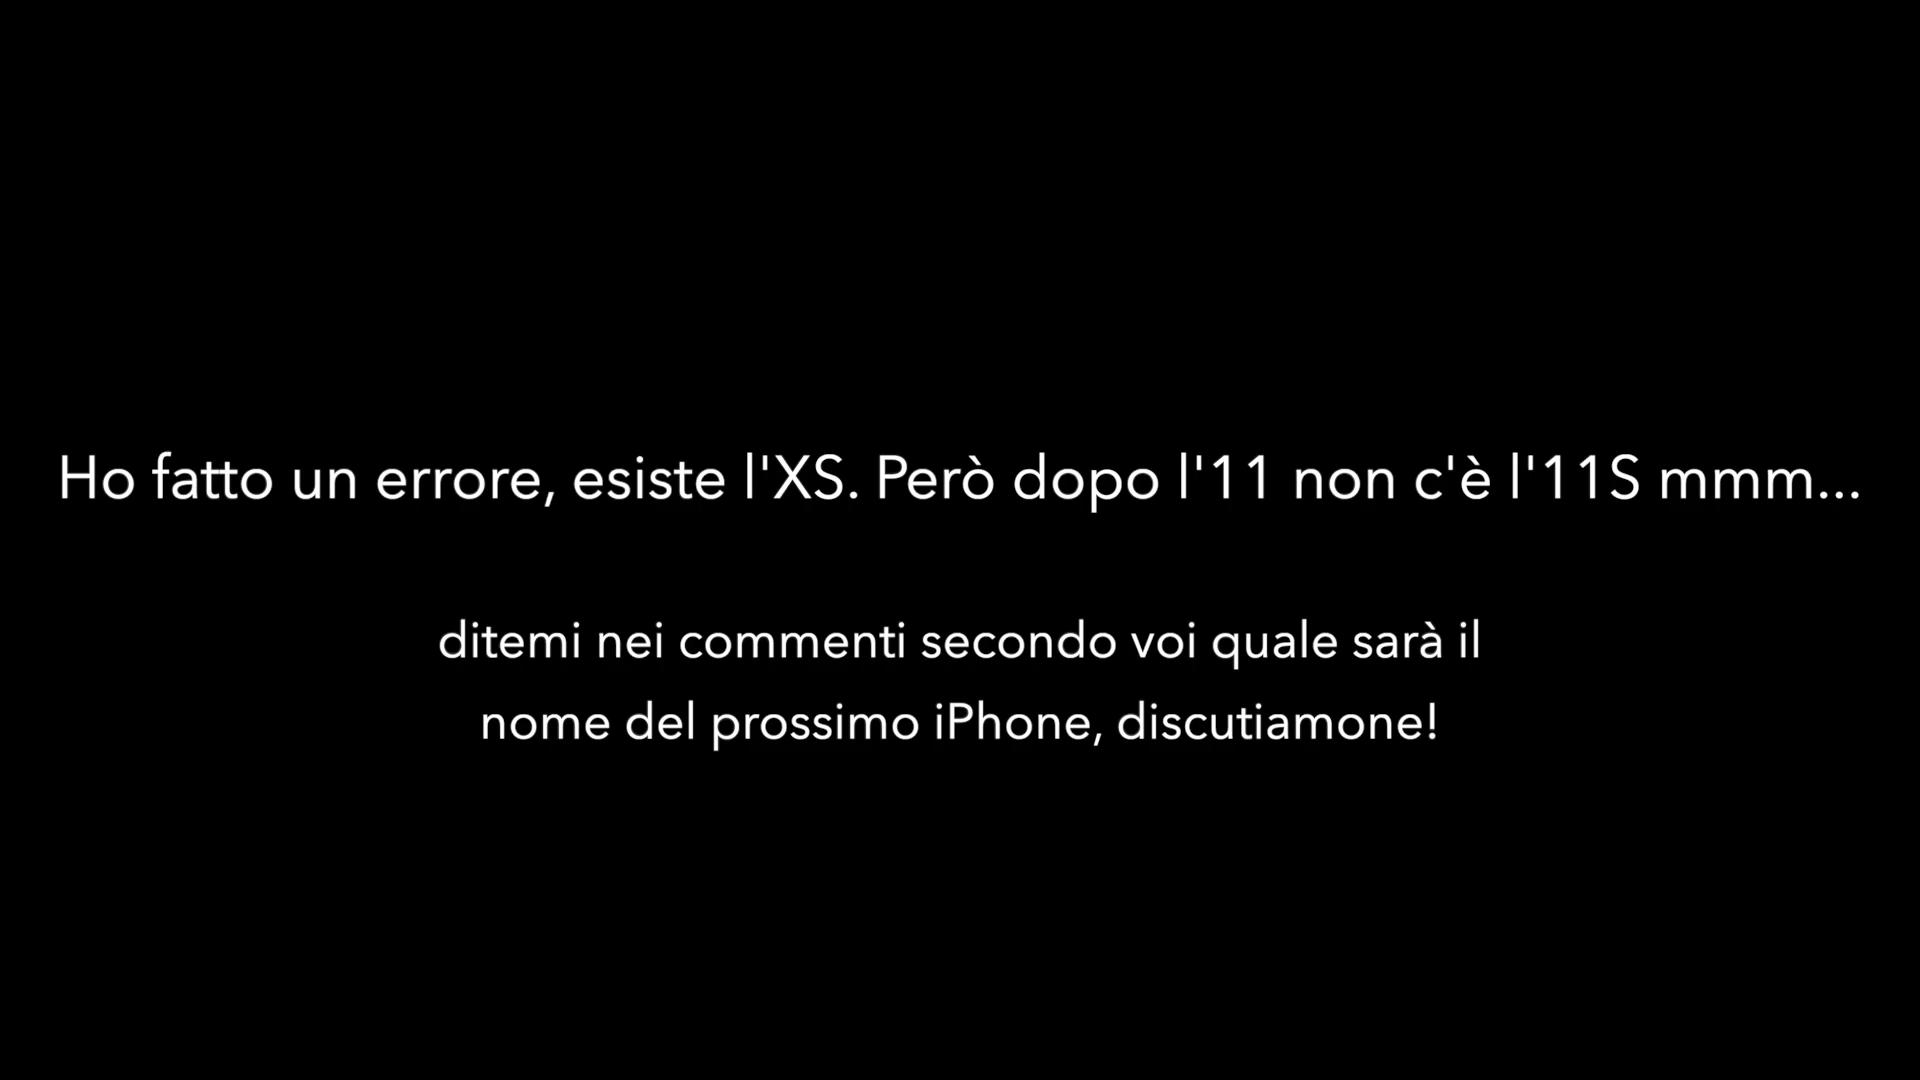 Ho fatto un errore, esiste l'XS. Però dopo l'11 non c'è l'11S mmm...
ditemi nei commenti secondo voi quale sarà il
nome del prossimo iPhone, discutiamone!